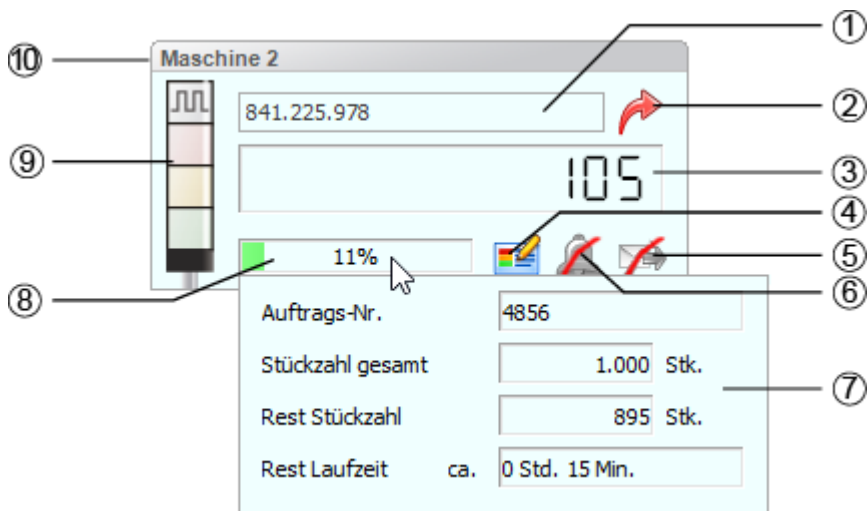 ①
⑩ Maschine 2
841.225.978 ②
⑨ 105 ③
④
11% ⑤
⑧ ⑥
Auftrags-Nr. 4856
Stückzahl gesamt 1.000 Stk.
⑦
Rest Stückzahl 895 Stk.
Rest Laufzeit ca. 0 Std. 15 Min.